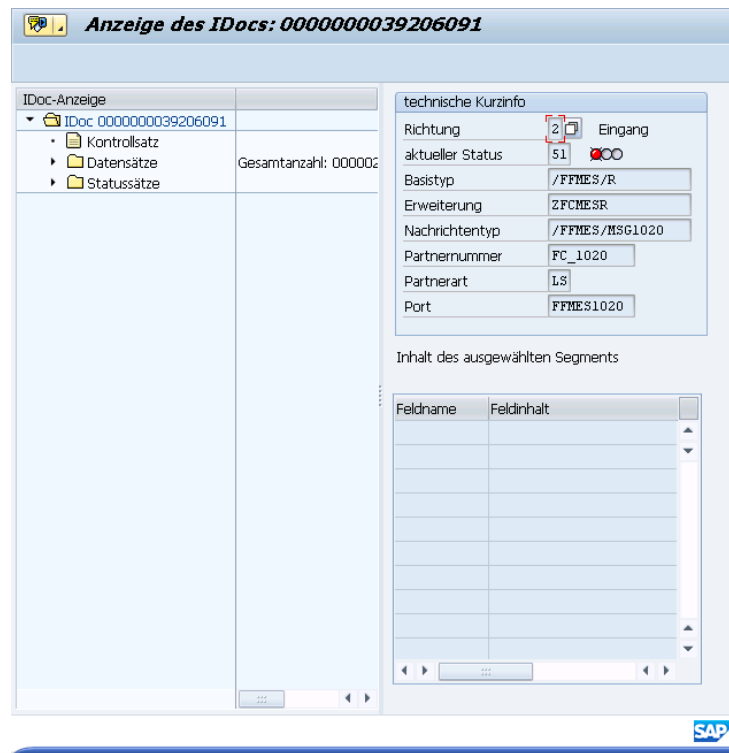 Anzeige des IDocs: 0000000039206091
IDoc-Anzeige
IDoc 0000000039206091
Kontrollsatz
Datensätze Gesamtanzahl: 000002
Statussätze
technische Kurzinfo
Richtung 2 Eingang
aktueller Status 51
Basistyp /FFMES/R
Erweiterung ZFCMESR
Nachrichtentyp /FFMES/MSG1020
Partnernummer FC_1020
Partnerart LS
Port FFMES1020
Inhalt des ausgewählten Segments
Feldname Feldinhalt
SAP